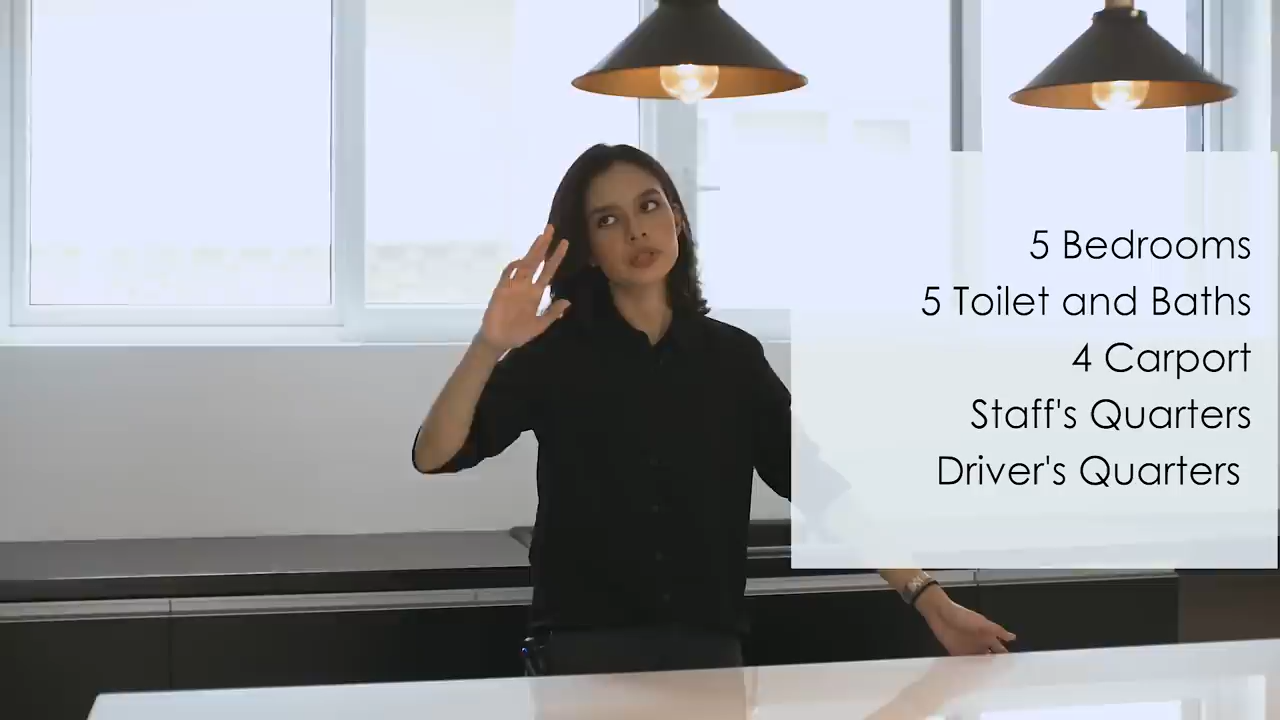 5 Bedrooms
5 Toilet and Baths
4 Carport
Staff's Quarters
Driver's Quarters